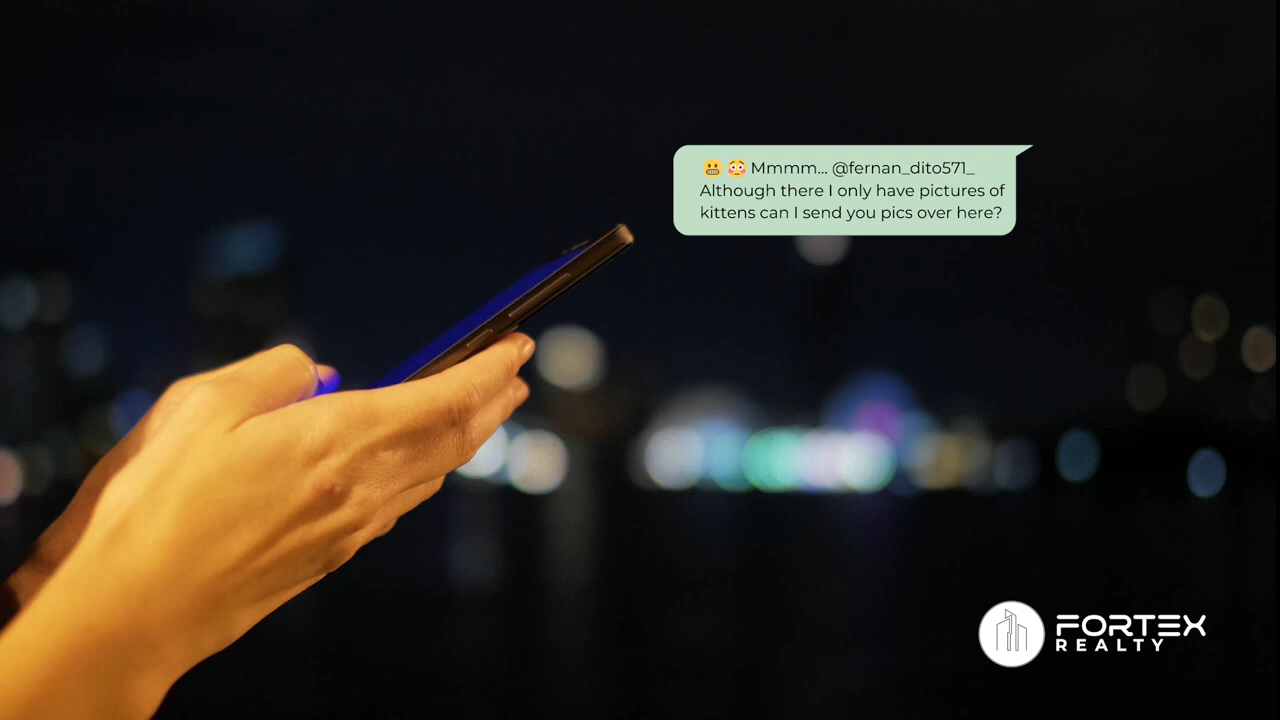 😬 😳 Mmmm... @fernan_dito571_
Although there I only have pictures of
kittens can I send you pics over here?
FORTEX
REALTY